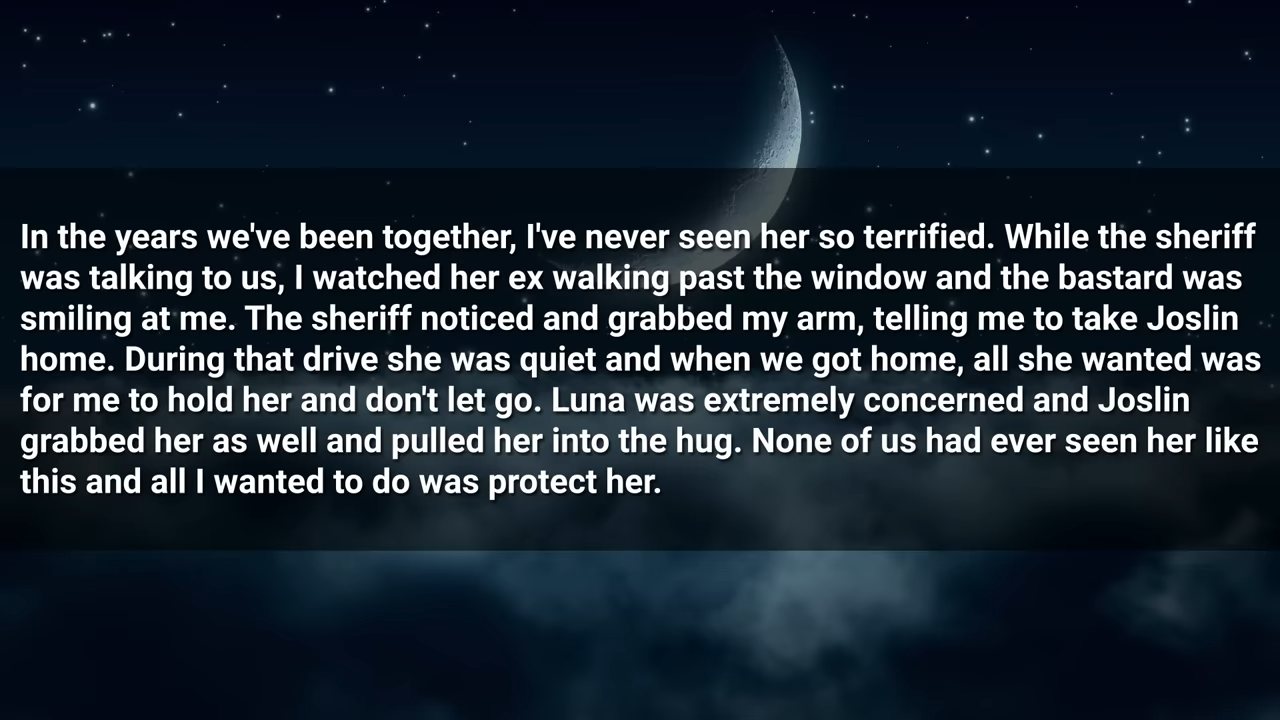 In the years we've been together, I've never seen her so terrified. While the sheriff
was talking to us, I watched her ex walking past the window and the bastard was
smiling at me. The sheriff noticed and grabbed my arm, telling me to take Joslin
home. During that drive she was quiet and when we got home, all she wanted was
for me to hold her and don't let go. Luna was extremely concerned and Joslin
grabbed her as well and pulled her into the hug. None of us had ever seen her like
this and all I wanted to do was protect her.